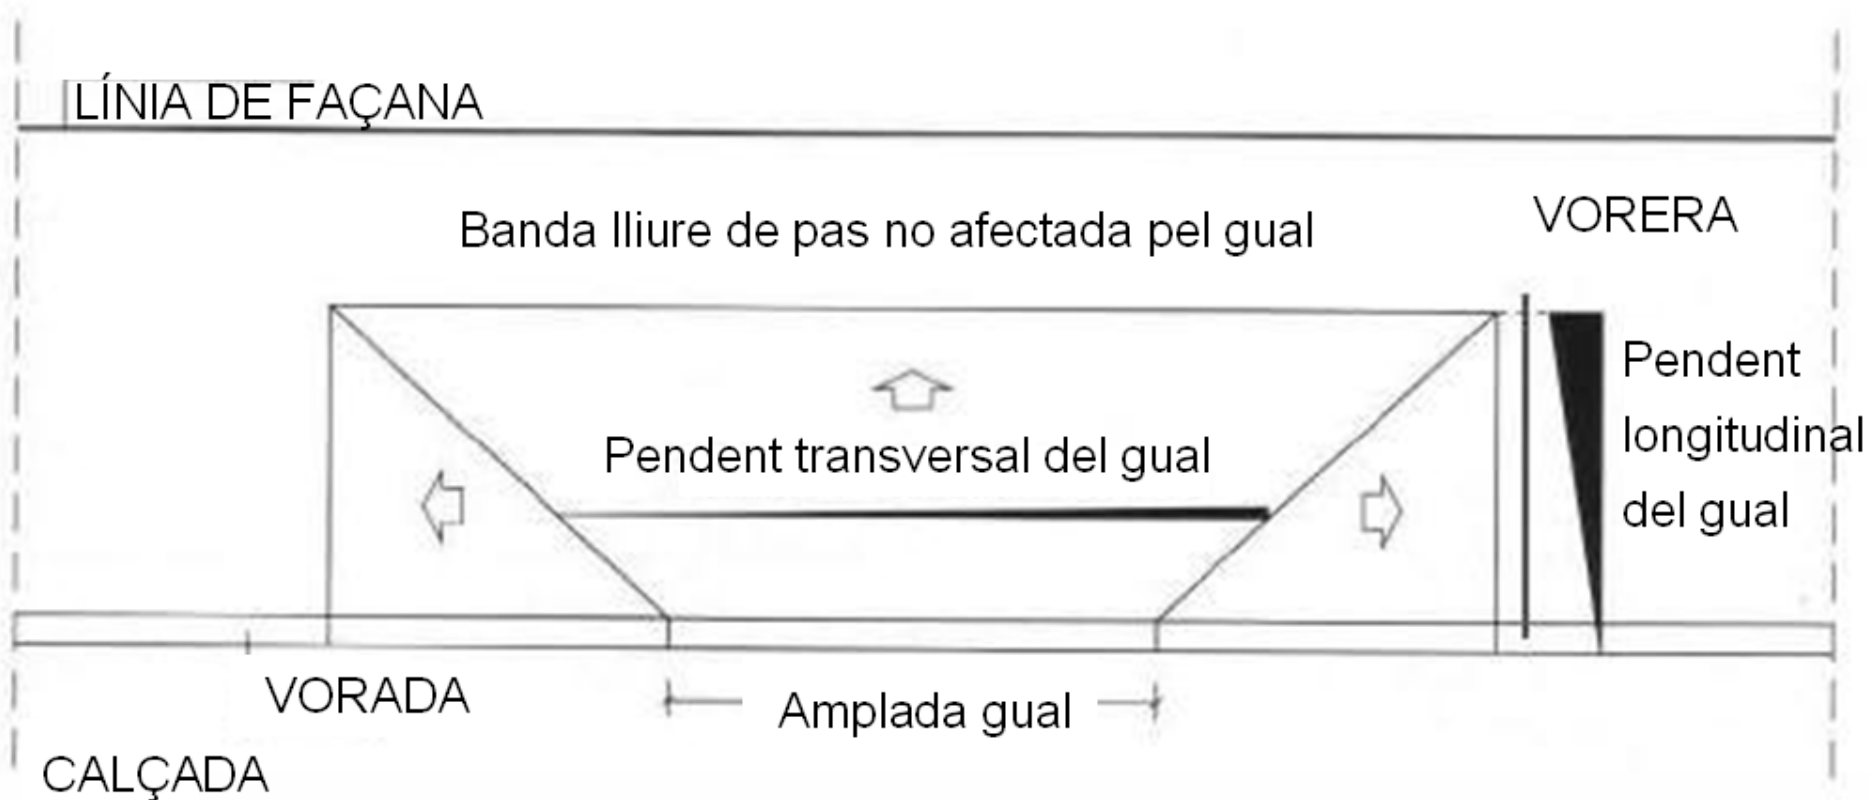 LÍNIA DE FAÇANA
VORERA
Banda lliure de pas no afectada pel gual
Pendent
longitudinal
del gual
Pendent transversal del gual
VORADA
Amplada gual
CALÇADA